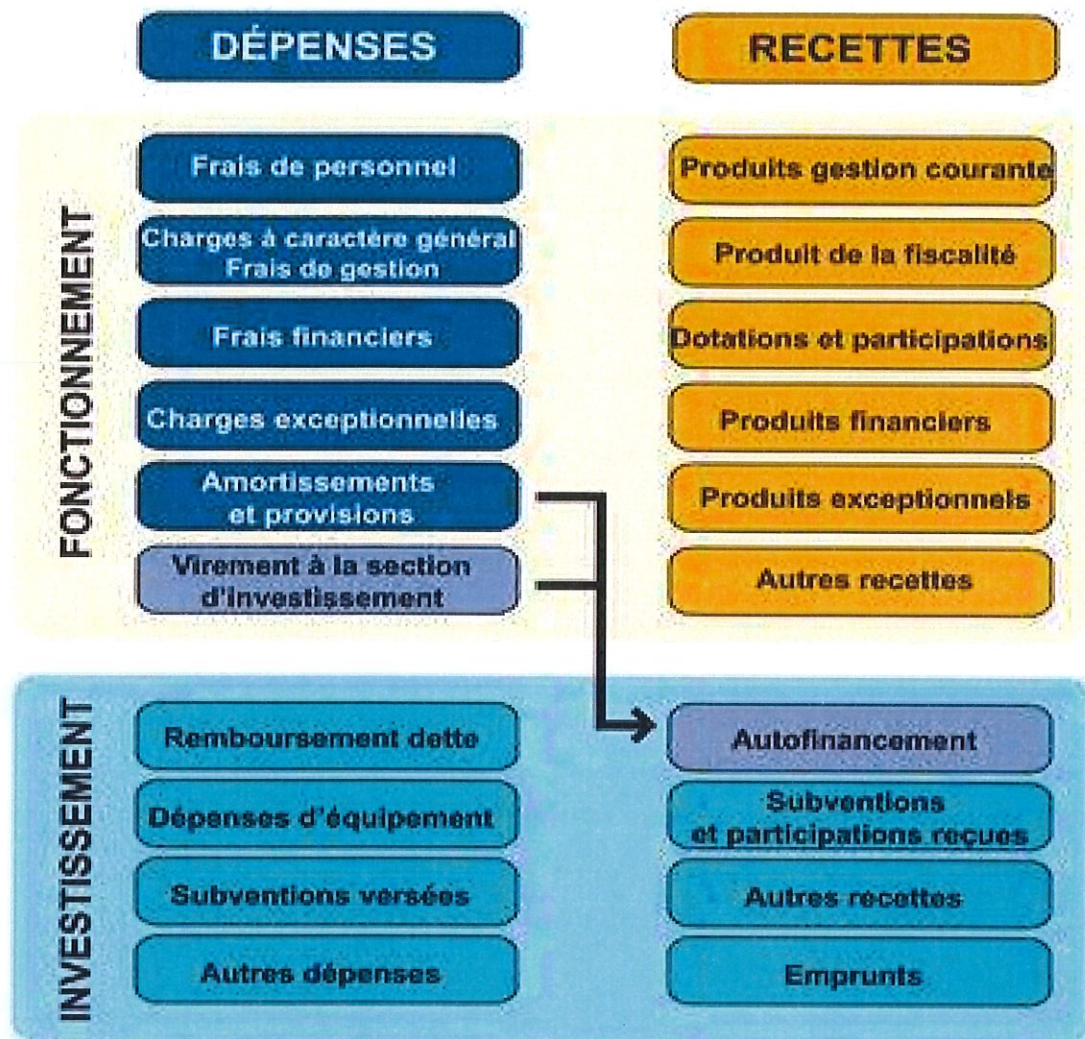 DÉPENSES
RECETTES
FONCTIONNEMENT
Frais de personnel
Produits gestion courante
Charges à caractère général
Frais de gestion
Produit de la fiscalité
Frais financiers
Dotations et participations
Charges exceptionnelles
Produits financiers
Amortissements
et provisions
Produits exceptionnels
Virement à la section
d'investissement
Autres recettes
INVESTISSEMENT
Remboursement dette
Autofinancement
Dépenses d'équipement
Subventions
et participations reçues
Subventions versées
Autres recettes
Autres dépenses
Emprunts